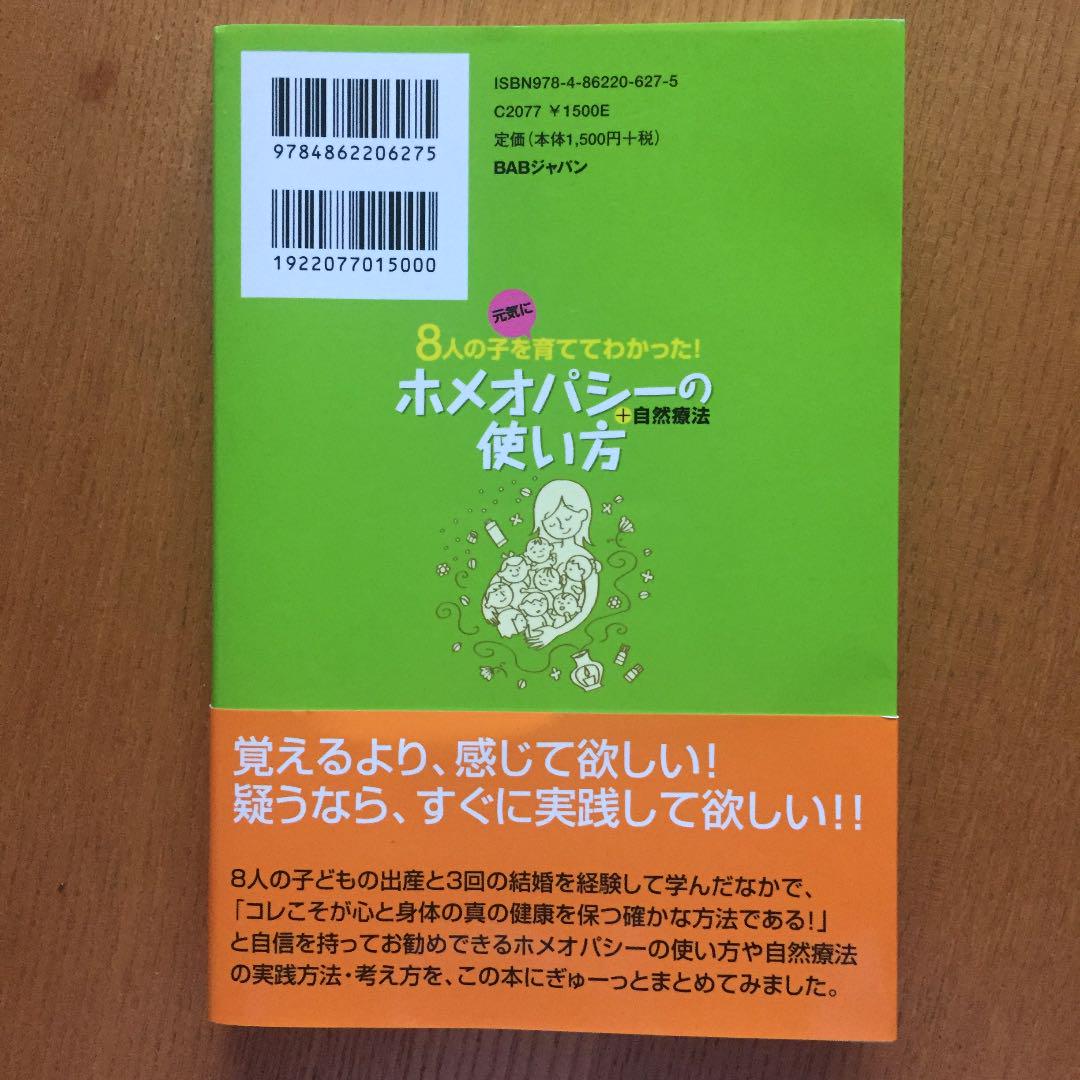 9784862206275
1922077015000
ISBN978-4-86220-627-5
C2077 ¥1500E
定価(本体1,500円+税)
BABジャパン
元気に
8人の子を育ててわかった!
ホメオパシーの
+自然療法
使い方
覚えるより、感じて欲しい!
疑うなら、すぐに実践して欲しい!!
8人の子どもの出産と3回の結婚を経験して学んだなかで、
「コレこそが心と身体の真の健康を保つ確かな方法である!」
と自信を持ってお勧めできるホメオパシーの使い方や自然療法
の実践方法・考え方を、この本にぎゅーっとまとめてみました。